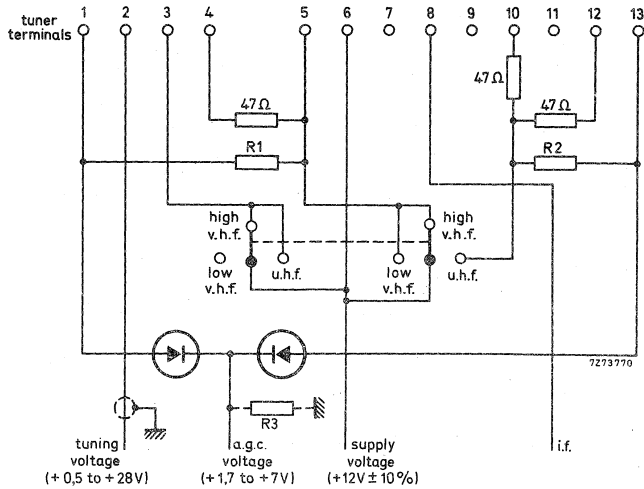 tuner terminals
1 2 3 4 5 6 7 8 9 10 11 12 13
47Ω
47Ω
47Ω
R1
R2
high v.h.f.
high v.h.f.
low v.h.f.
u.h.f.
low v.h.f.
u.h.f.
7Z73770
R3
tuning voltage (+0,5 to +28V)
a.g.c. voltage (+1,7 to +7V)
supply voltage (+12V ± 10%)
i.f.